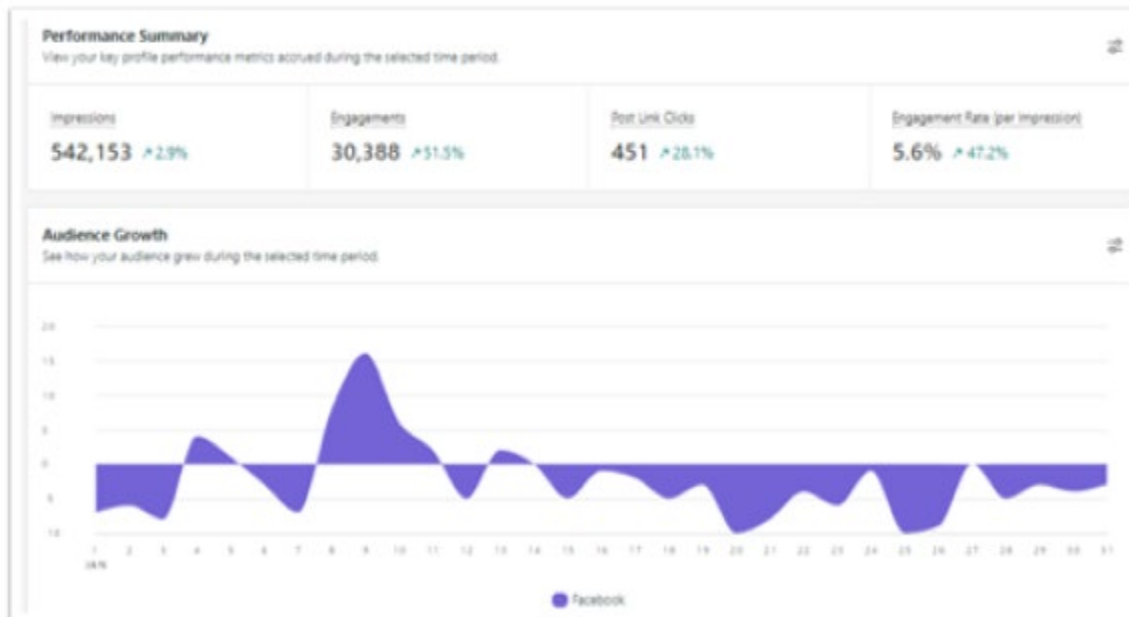 Performance Summary
View your key profile performance metrics accrued during the selected time period.
Impressions
542,153 ↗2.9%
Engagements
30,388 ↗51.5%
Post Link Clicks
451 ↗28.1%
Engagement Rate (per Impression)
5.6% ↗47.2%
Audience Growth
See how your audience grew during the selected time period.
20
15
10
5
0
5
10
1 2 3 4 5 6 7 8 9 10 11 12 13 14 15 16 17 18 19 20 21 22 23 24 25 26 27 28 29 30 31
JAN
Facebook